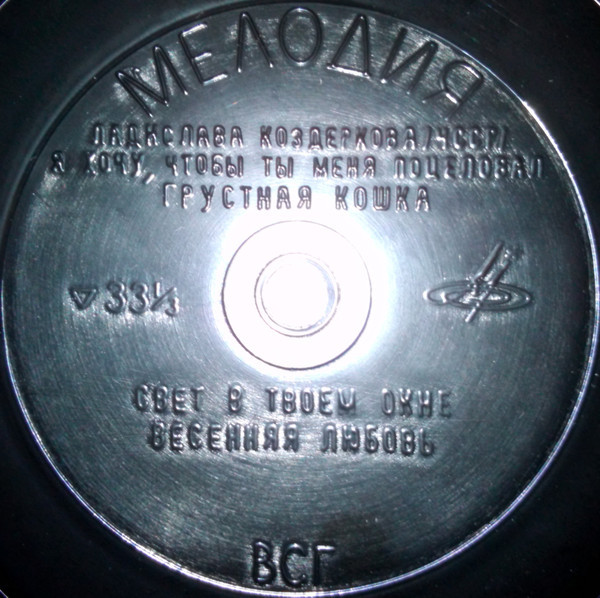 МЕЛОДИЯ
ЛАДИСЛАВА КОЗДЕРКОВА/ЧССР/
Я ХОЧУ, ЧТОБЫ ТЫ МЕНЯ ПОЦЕЛОВАЛ
ГРУСТНАЯ КОШКА
▽ 33⅓
СВЕТ В ТВОЕМ ОКНЕ
ВЕСЕННЯЯ ЛЮБОВЬ
ВСГ